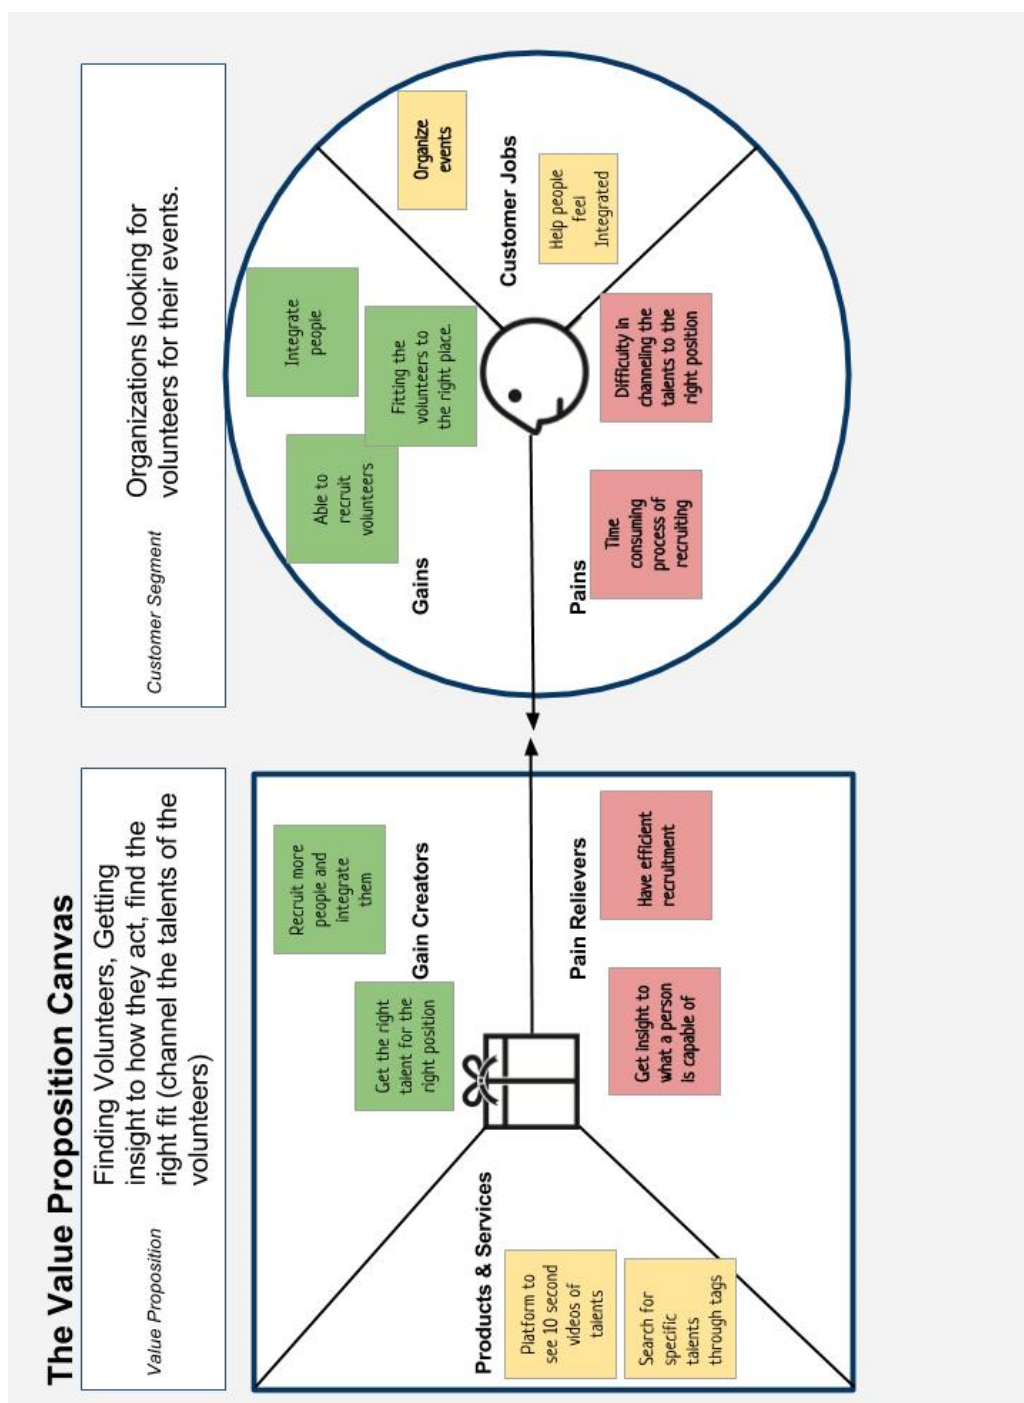 The Value Proposition Canvas
Value Proposition
Finding Volunteers, Getting
insight to how they act, find the
right fit (channel the talents of the
volunteers)
Customer Segment
Organizations looking for
volunteers for their events.
Products & Services
Platform to
see 10 second
videos of
talents
Search for
specific
talents
through tags
Gain Creators
Recruit more
people and
integrate
them
Get the right
talent for the
right position
Pain Relievers
Get insight to
what a person
is capable of
Have efficient
recruitment
Gains
Able to
recruit
volunteers
Integrate
people
Fitting the
volunteers to
the right place.
Pains
Time
consuming
process of
recruiting
Difficulty in
channeling the
talents to the
right position
Customer Jobs
Organize
events
Help people
feel
Integrated